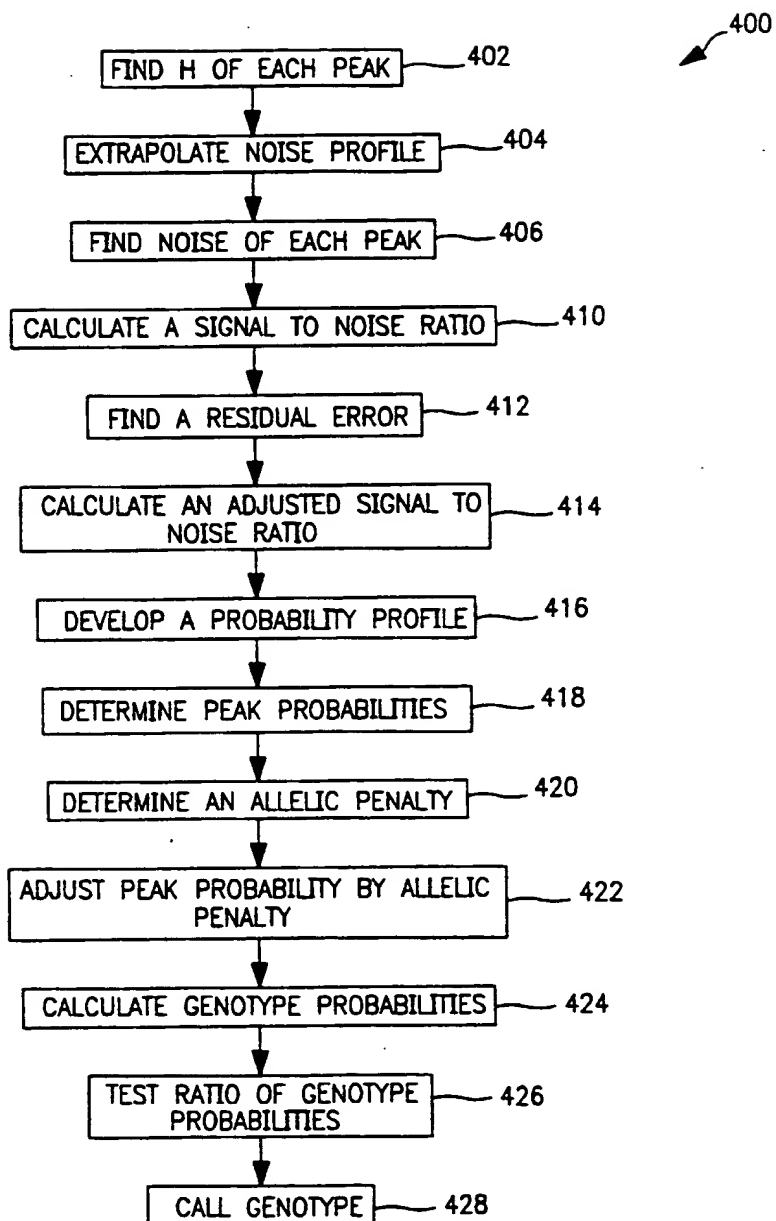 400
FIND H OF EACH PEAK 402
EXTRAPOLATE NOISE PROFILE 404
FIND NOISE OF EACH PEAK 406
CALCULATE A SIGNAL TO NOISE RATIO 410
FIND A RESIDUAL ERROR 412
CALCULATE AN ADJUSTED SIGNAL TO
NOISE RATIO 414
DEVELOP A PROBABILITY PROFILE 416
DETERMINE PEAK PROBABILITIES 418
DETERMINE AN ALLELIC PENALTY 420
ADJUST PEAK PROBABILITY BY ALLELIC
PENALTY 422
CALCULATE GENOTYPE PROBABILITIES 424
TEST RATIO OF GENOTYPE
PROBABILITIES 426
CALL GENOTYPE 428